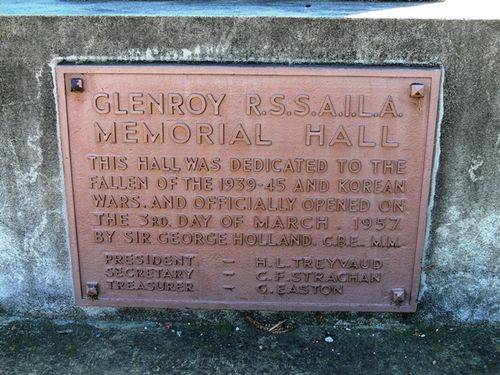 GLENROY R.S.S.A.I.L.A.
MEMORIAL HALL
THIS HALL WAS DEDICATED TO THE
FALLEN OF THE 1939-45 AND KOREAN
WARS. AND OFFICIALLY OPENED ON
THE 3RD. DAY OF MARCH. 1957
BY SIR GEORGE HOLLAND. C.B.E. M.M.
PRESIDENT - H.L. TREYVAUD
SECRETARY - C.F. STRACHAN
TREASURER - G. EASTON